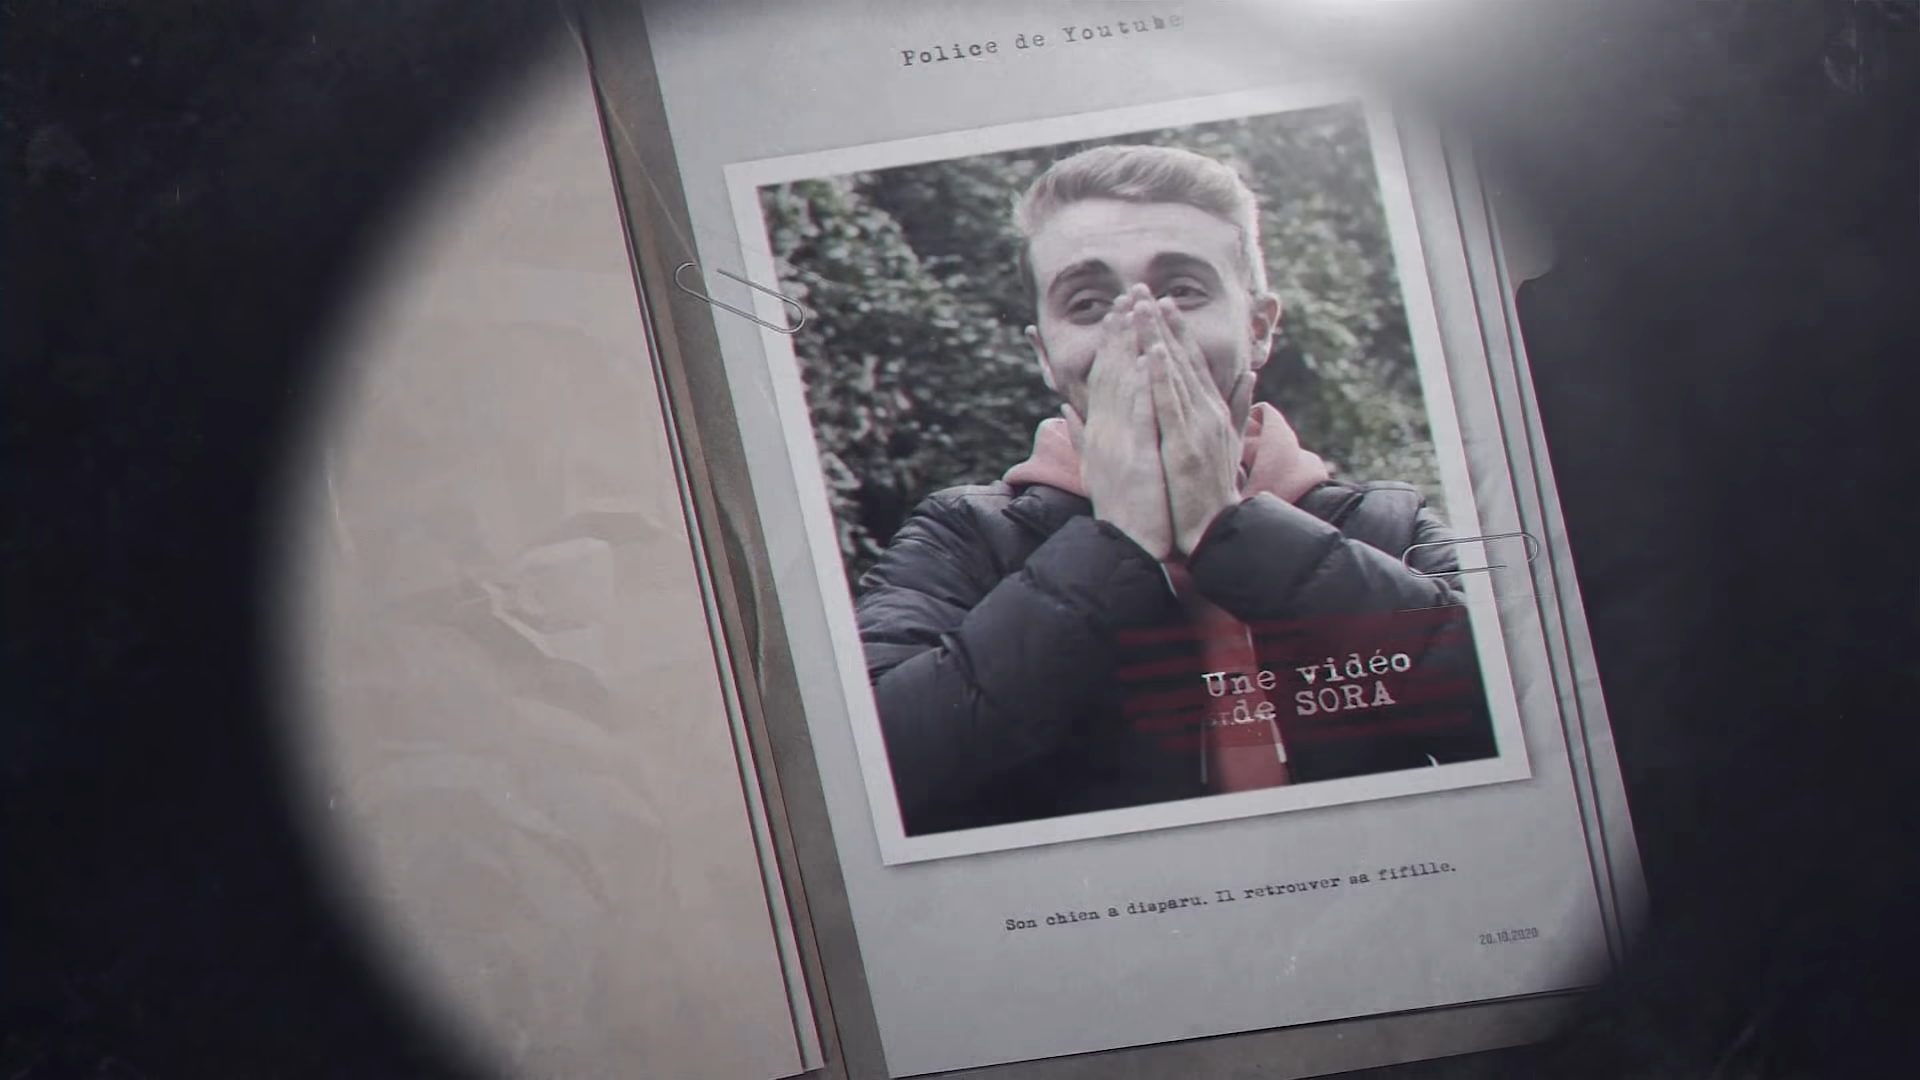 Police de Youtube
Une vidéo
de SORA
Son chien a disparu. Il retrouver sa fifille.
20.10.2020